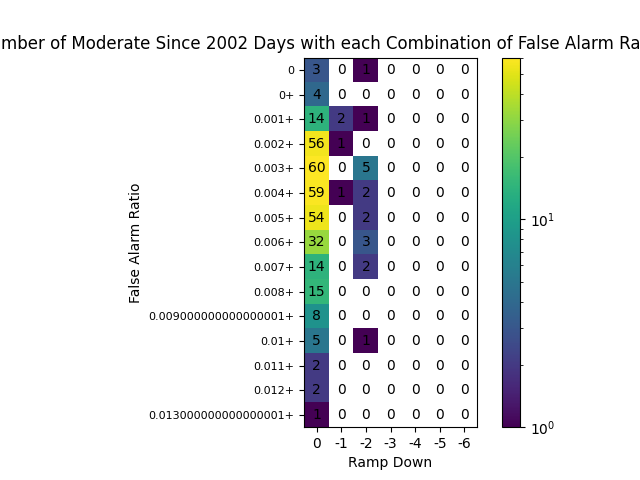 mber of Moderate Since 2002 Days with each Combination of False Alarm Ra
0 3 0 1 0 0 0 0
0+ 4 0 0 0 0 0 0
0.001+ 14 2 1 0 0 0 0
0.002+ 56 1 0 0 0 0 0
0.003+ 60 0 5 0 0 0 0
0.004+ 59 1 2 0 0 0 0
0.005+ 54 0 2 0 0 0 0
0.006+ 32 0 3 0 0 0 0
0.007+ 14 0 2 0 0 0 0
0.008+ 15 0 0 0 0 0 0
0.009000000000000001+ 8 0 0 0 0 0 0
0.01+ 5 0 1 0 0 0 0
0.011+ 2 0 0 0 0 0 0
0.012+ 2 0 0 0 0 0 0
0.013000000000000001+ 1 0 0 0 0 0 0
0 -1 -2 -3 -4 -5 -6
Ramp Down
False Alarm Ratio
10¹
10⁰